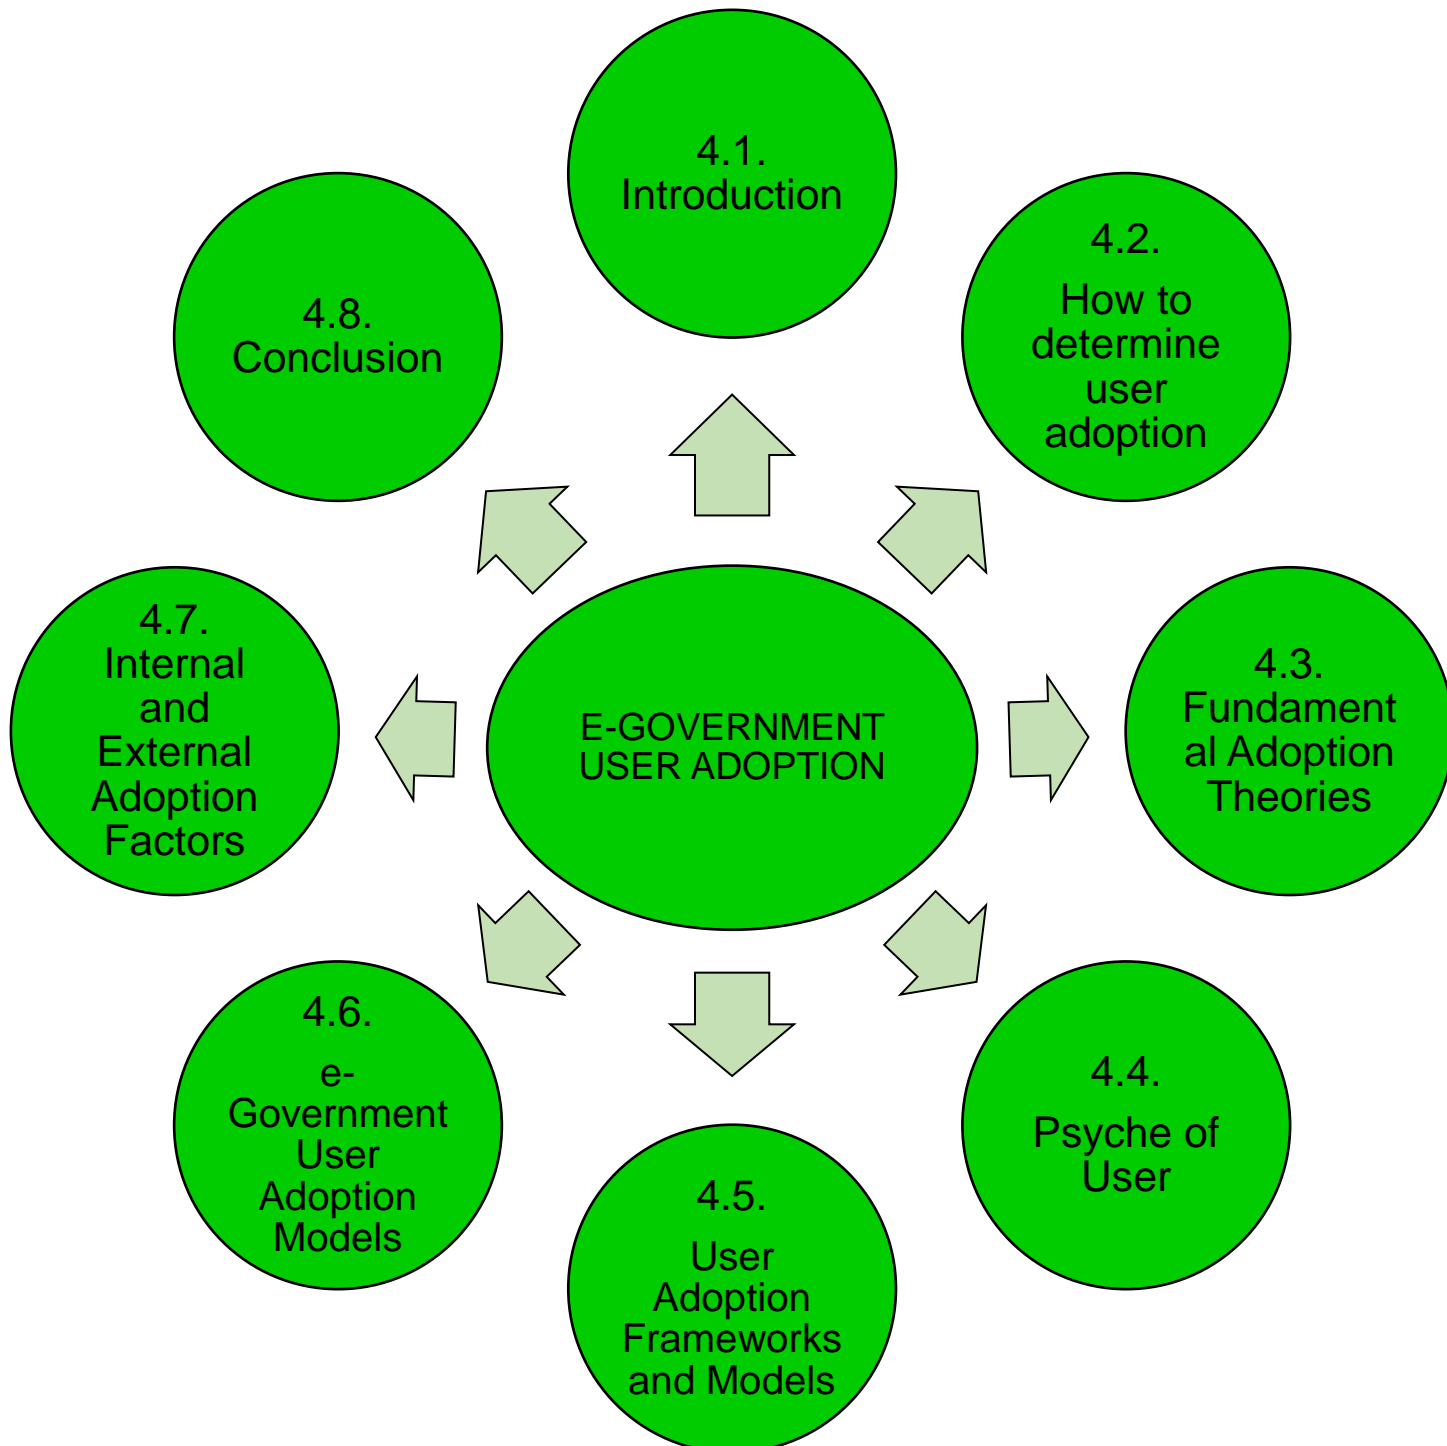 4.1.
Introduction
4.2.
How to
determine
user
adoption
4.3.
Fundament
al Adoption
Theories
4.4.
Psyche of
User
4.5.
User
Adoption
Frameworks
and Models
4.6.
e-
Government
User
Adoption
Models
4.7.
Internal
and
External
Adoption
Factors
4.8.
Conclusion
E-GOVERNMENT
USER ADOPTION